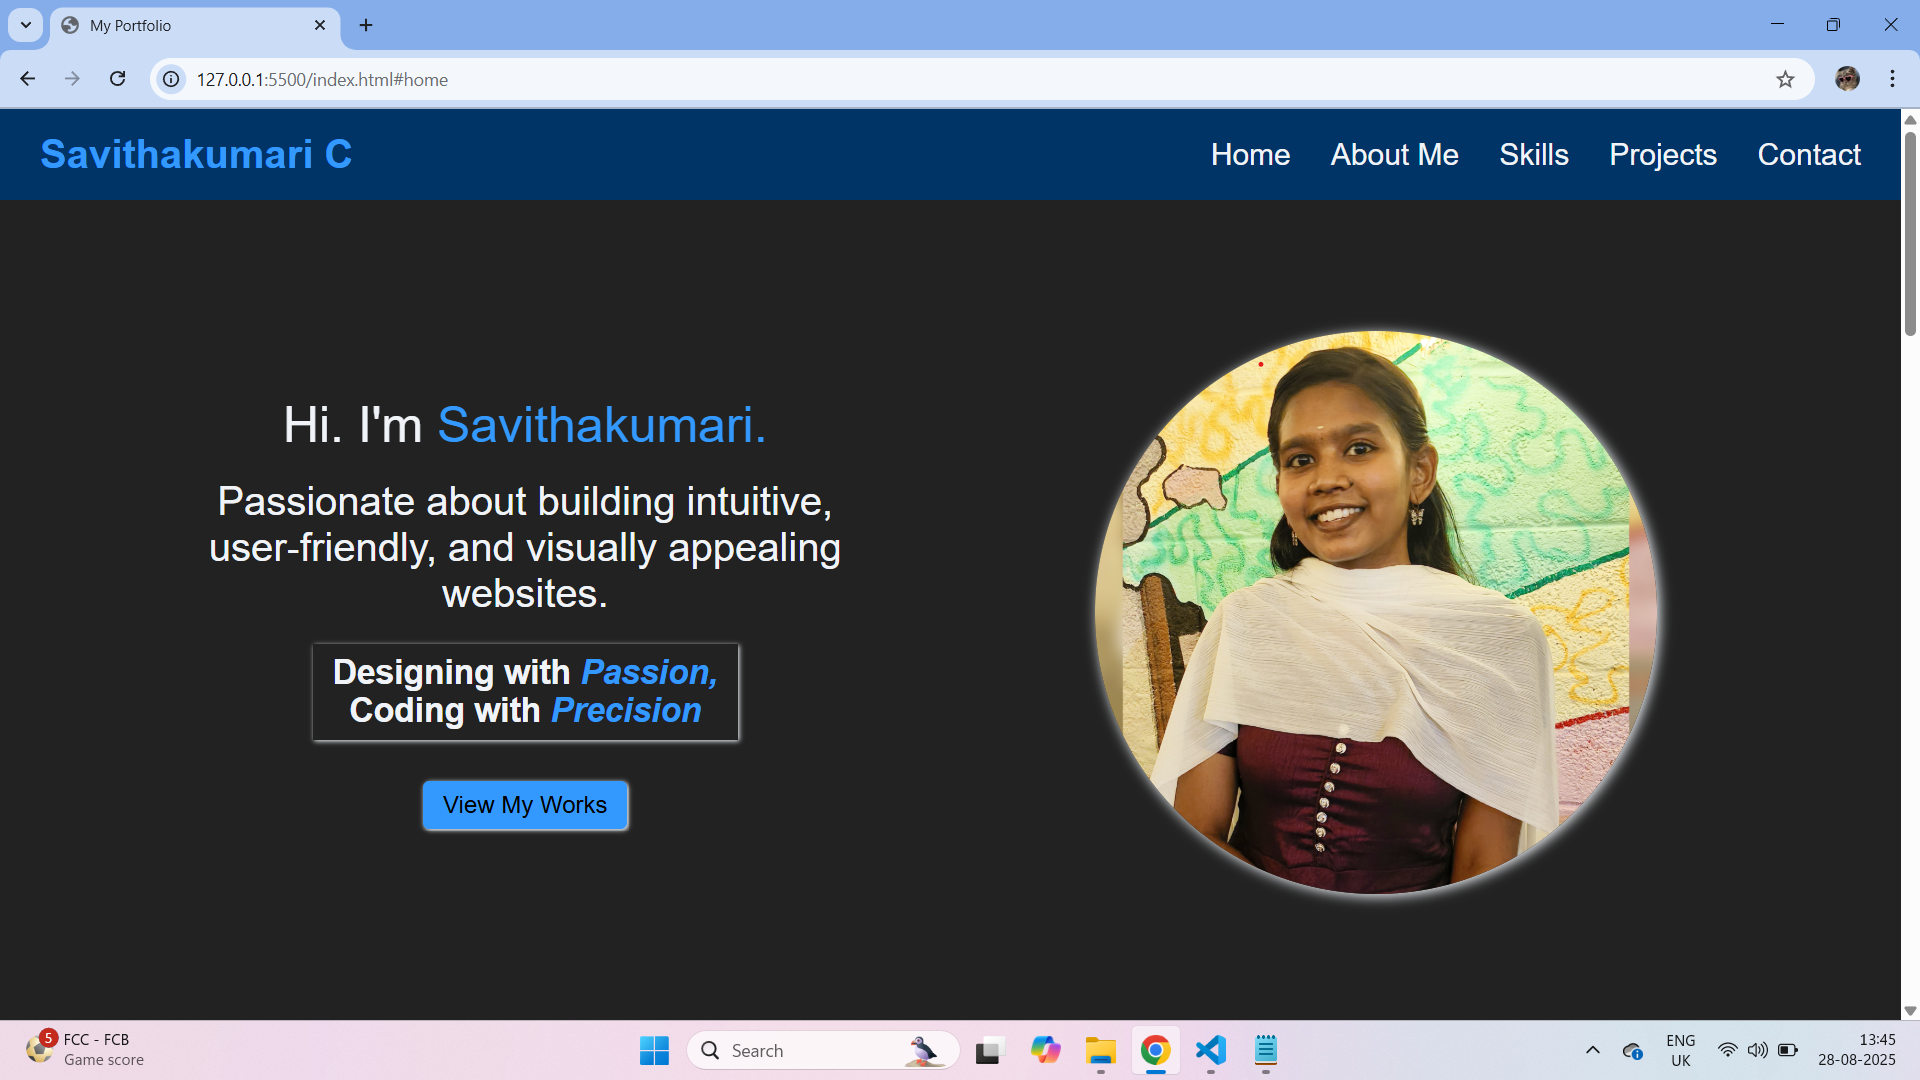 My Portfolio
127.0.0.1:5500/index.html#home
Savithakumari C
Home About Me Skills Projects Contact
Hi. I'm Savithakumari.
Passionate about building intuitive,
user-friendly, and visually appealing
websites.
Designing with Passion,
Coding with Precision
View My Works
5
FCC - FCB
Game score
Search
ENG
UK
13:45
28-08-2025